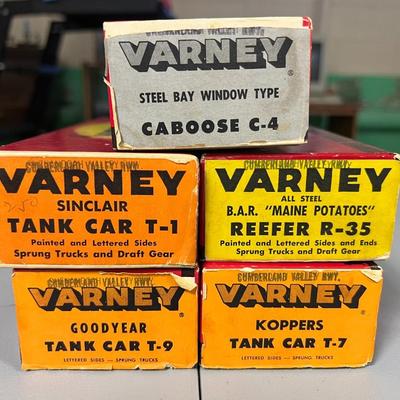 CUMBERLAND VALLEY RWY.
VARNEY
®
STEEL BAY WINDOW TYPE
CABOOSE C-4
CUMBERLAND VALLEY RWY.
VARNEY
SINCLAIR
TANK CAR T-1
Painted and Lettered Sides
Sprung Trucks and Draft Gear
CUMBERLAND VALLEY RWY.
VARNEY
ALL STEEL
B.A.R. "MAINE POTATOES"
REEFER R-35
Painted and Lettered Sides and Ends
Sprung Trucks and Draft Gear
CUMBERLAND VALLEY RWY.
VARNEY
®
GOODYEAR
TANK CAR T-9
LETTERED SIDES — SPRUNG TRUCKS
CUMBERLAND VALLEY RWY.
VARNEY
®
KOPPERS
TANK CAR T-7
LETTERED SIDES — SPRUNG TRUCKS